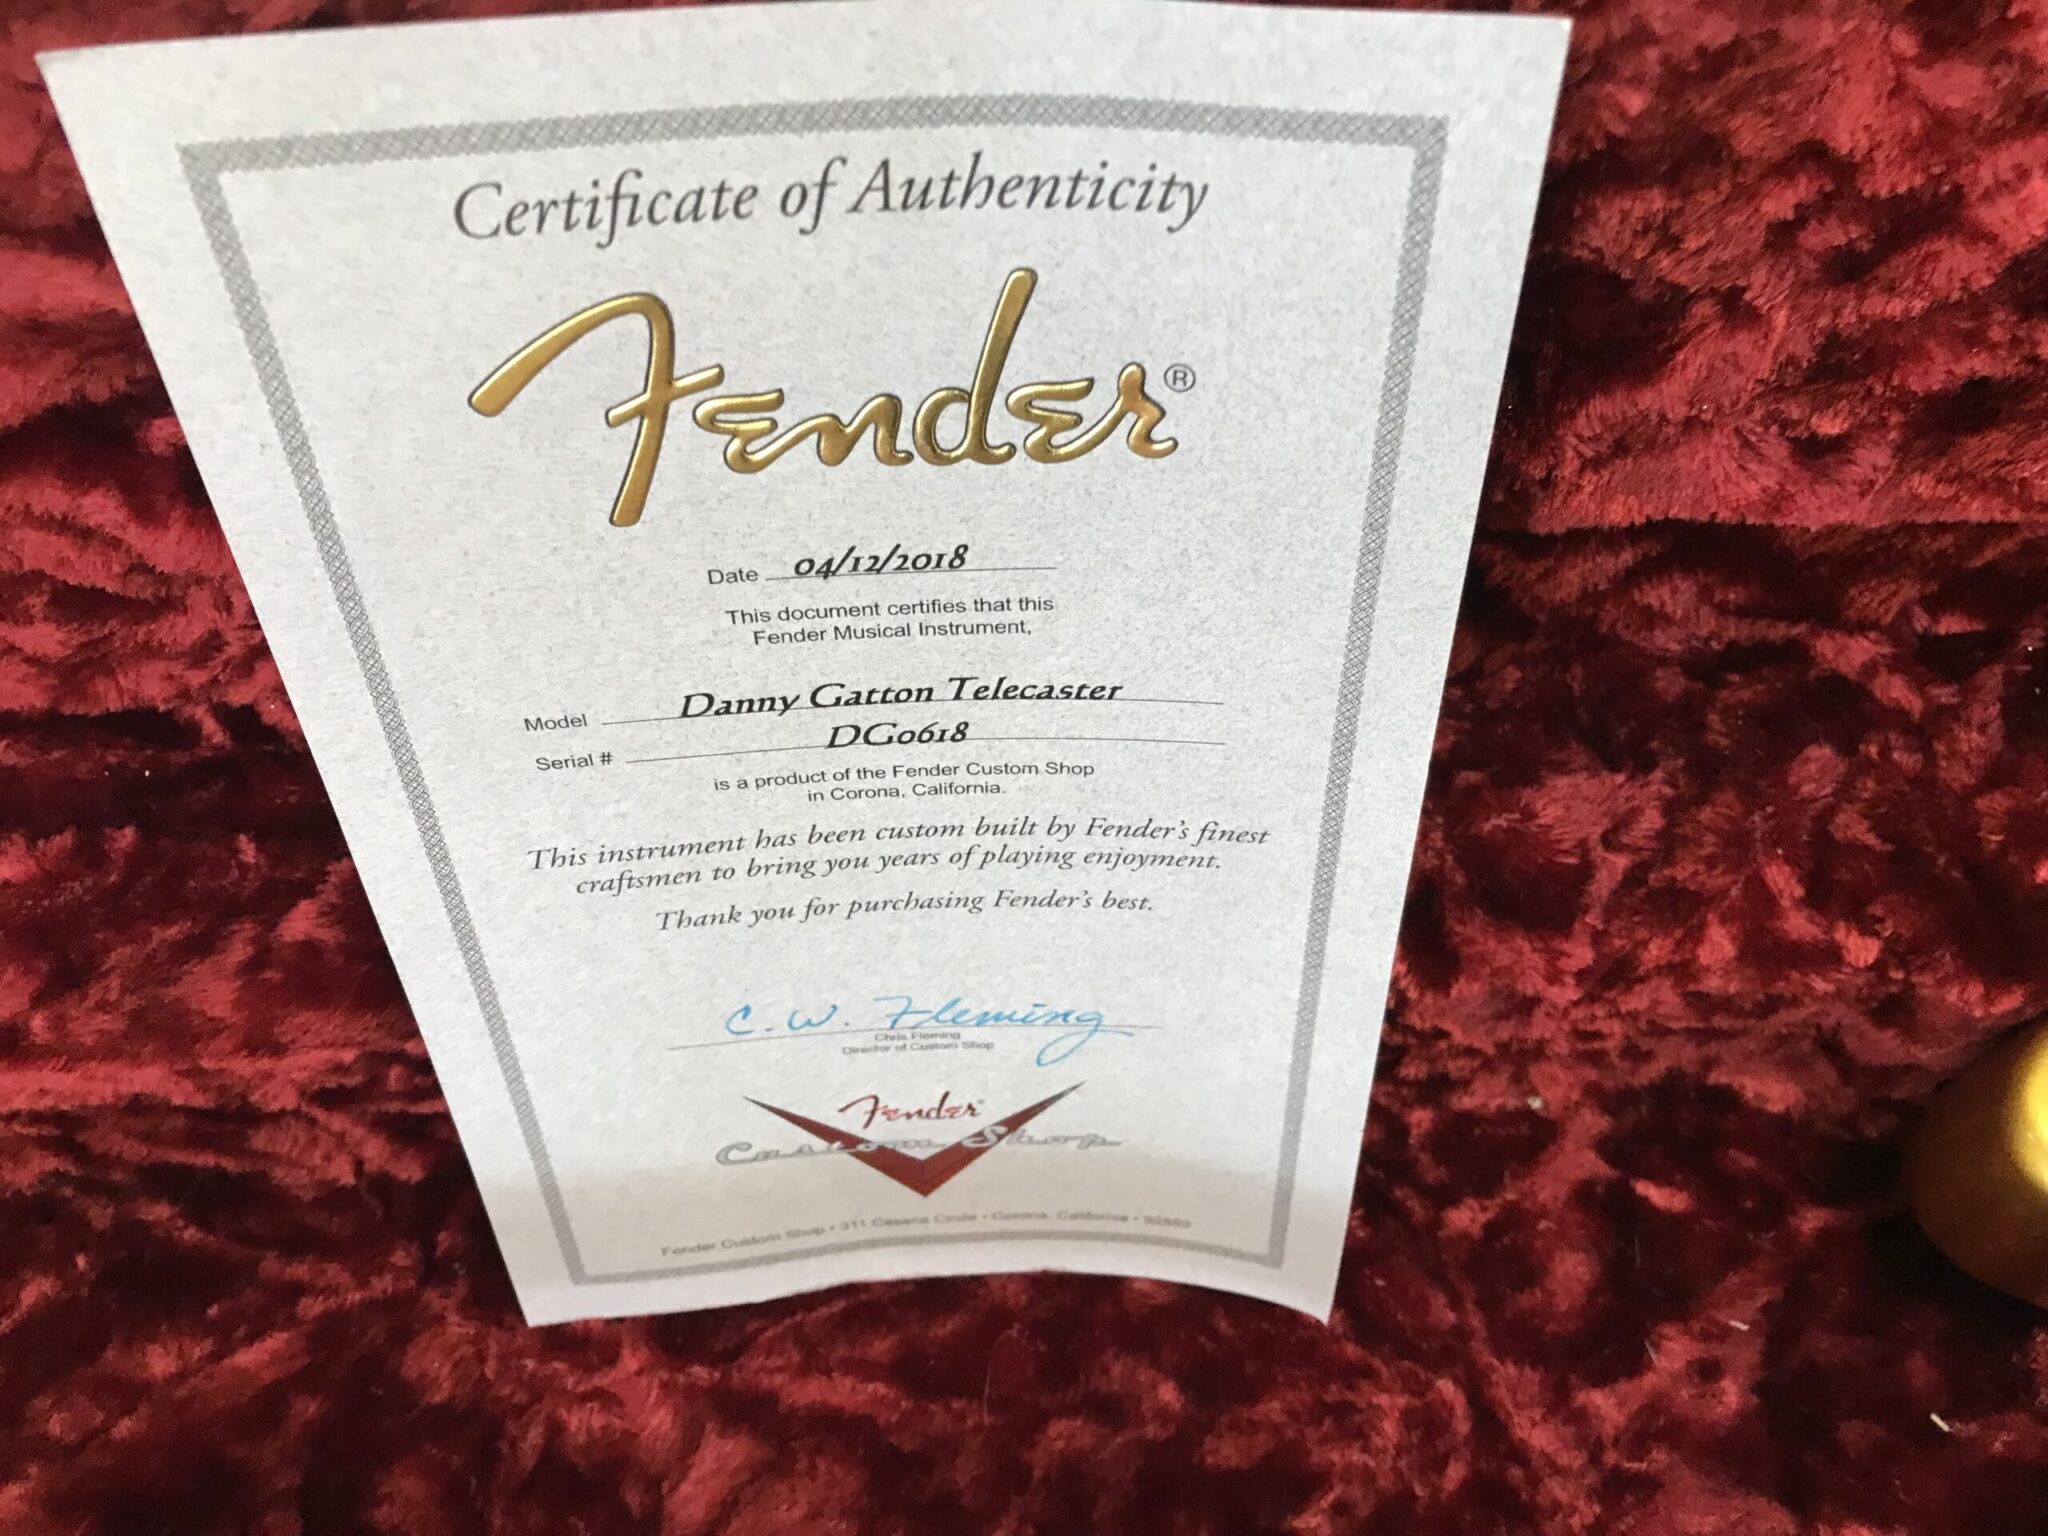 Certificate of Authenticity
Fender®
Date 04/12/2018
This document certifies that this
Fender Musical Instrument,
Model Danny Gatton Telecaster
Serial # DG0618
is a product of the Fender Custom Shop
in Corona, California.
This instrument has been custom built by Fender's finest
craftsmen to bring you years of playing enjoyment.
Thank you for purchasing Fender's best.
C. W. Fleming
Chris Fleming
Director of Custom Shop
Fender
Custom Shop
Fender Custom Shop • 311 Cessna Circle • Corona, California • 92880